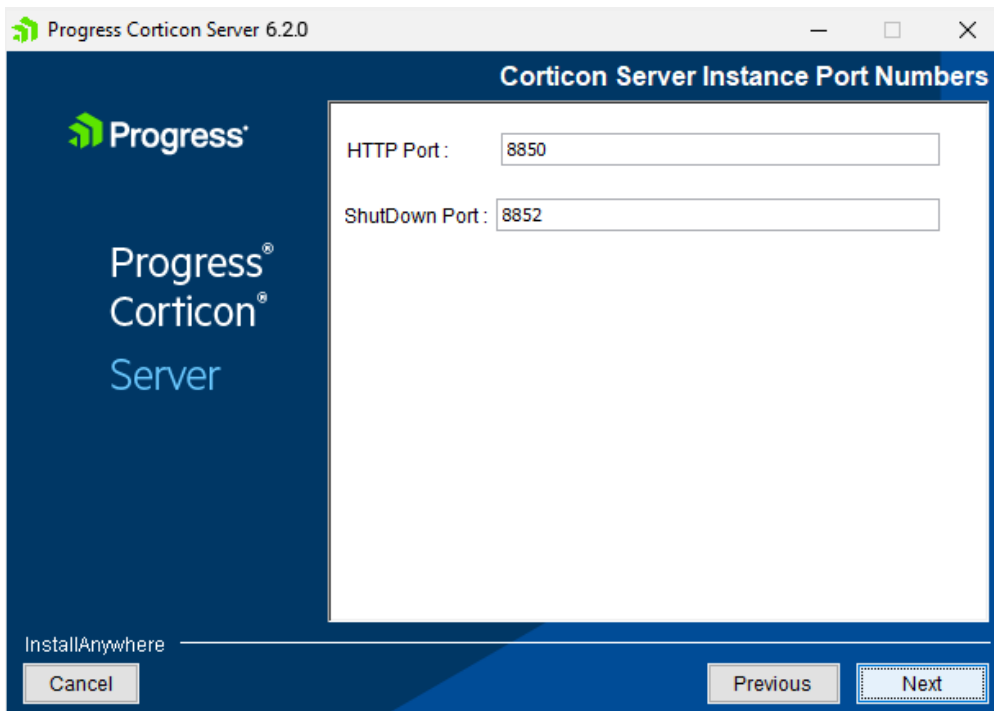 Progress Corticon Server 6.2.0
Corticon Server Instance Port Numbers
Progress
HTTP Port : 8850
ShutDown Port : 8852
Progress®
Corticon®
Server
InstallAnywhere
Cancel Previous Next